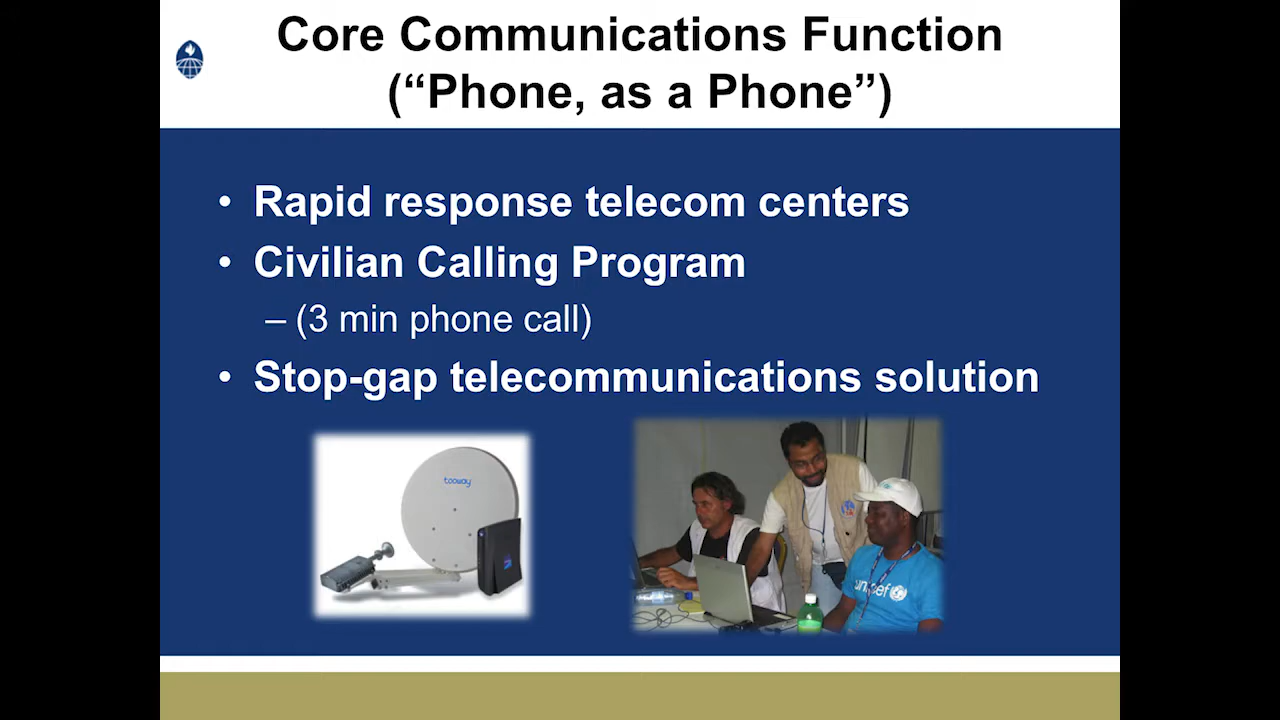 Core Communications Function
(“Phone, as a Phone”)
• Rapid response telecom centers
• Civilian Calling Program
– (3 min phone call)
• Stop-gap telecommunications solution
tooway
unicef